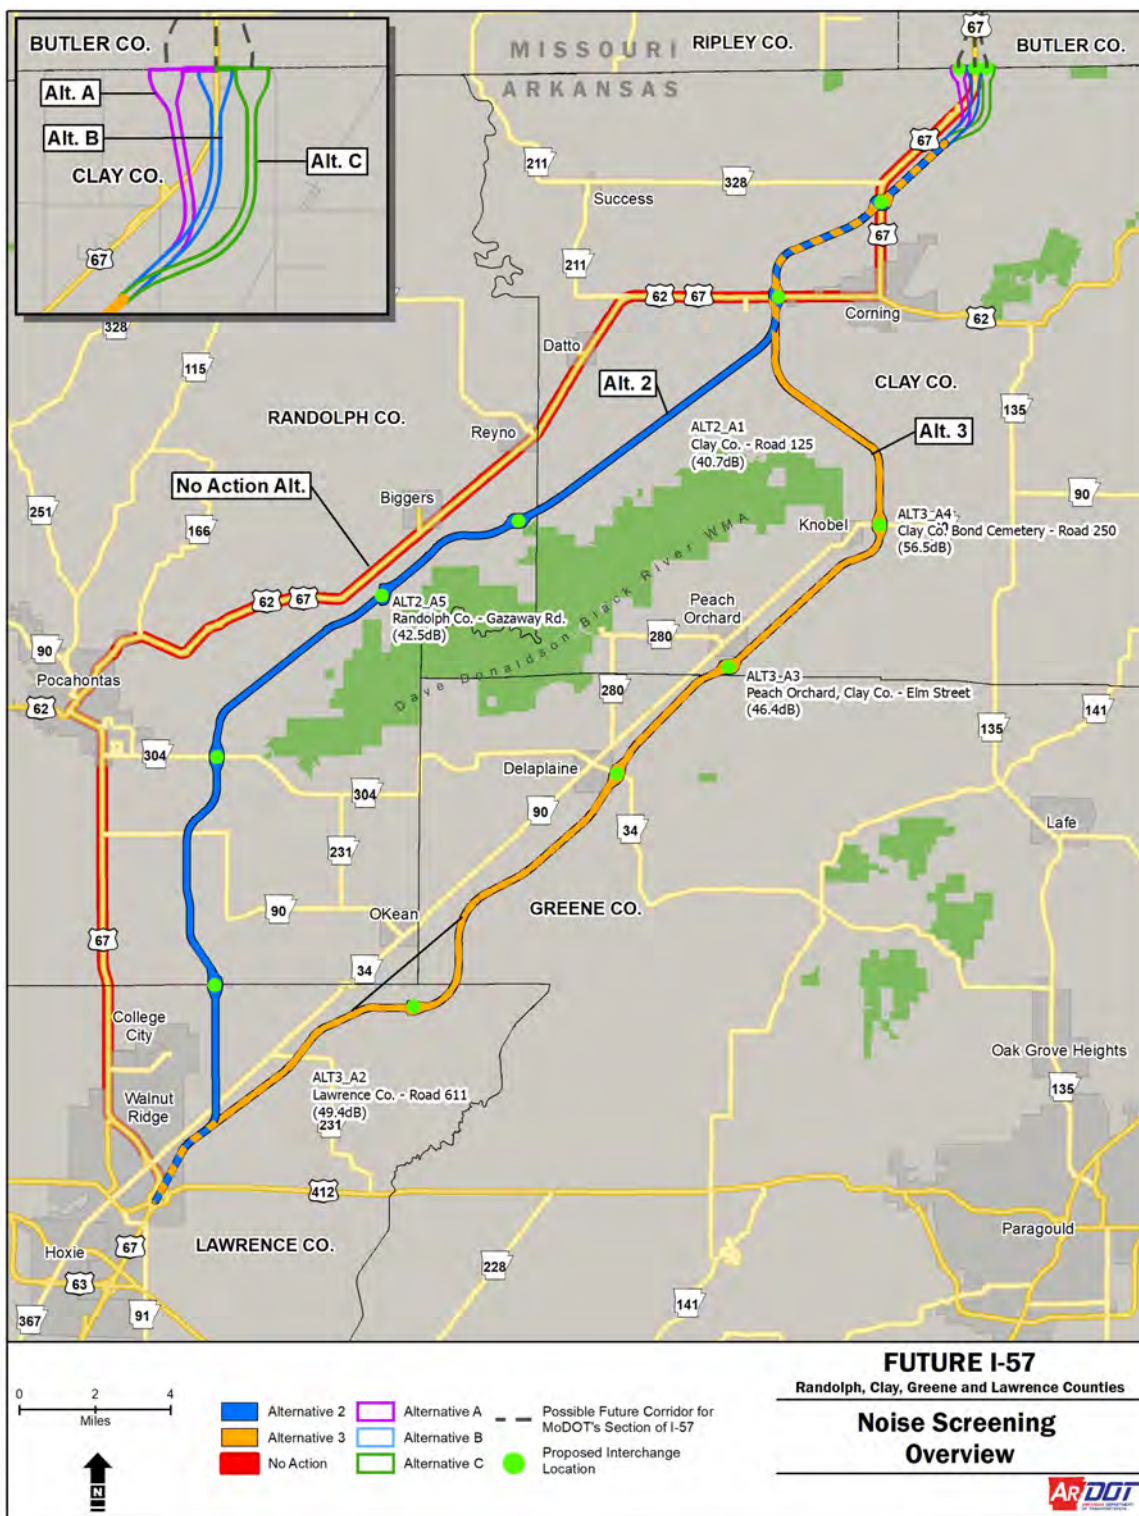 BUTLER CO.
Alt. A
Alt. B
CLAY CO.
Alt. C
67
MISSOURI
ARKANSAS
RIPLEY CO.
67
BUTLER CO.
67
211
328
Success
67
211
62
67
Corning
62
328
Datto
115
Alt. 2
CLAY CO.
RANDOLPH CO.
135
Reyno
ALT2_A1
Clay Co. - Road 125
(40.7dB)
Alt. 3
No Action Alt.
Biggers
90
251
166
Knobel
ALT3_A4
Clay Co. Bond Cemetery - Road 250
(56.5dB)
Dave Donaldson Black River WMA
62
67
ALT2_A5
Randolph Co. - Gazaway Rd.
(42.5dB)
Peach
Orchard
280
90
Pocahontas
62
ALT3_A3
Peach Orchard, Clay Co. - Elm Street
(46.4dB)
280
141
135
304
Delaplaine
304
90
34
Lafe
231
90
OKean
GREENE CO.
67
34
College
City
Oak Grove Heights
ALT3_A2
Lawrence Co. - Road 611
(49.4dB)
135
Walnut
Ridge
231
412
Paragould
Hoxie
67
LAWRENCE CO.
63
228
141
367
91
0 2 4
Miles
N
Alternative 2
Alternative 3
No Action
Alternative A
Alternative B
Alternative C
Possible Future Corridor for
MoDOT's Section of I-57
Proposed Interchange
Location
FUTURE I-57
Randolph, Clay, Greene and Lawrence Counties
Noise Screening
Overview
ARDOT